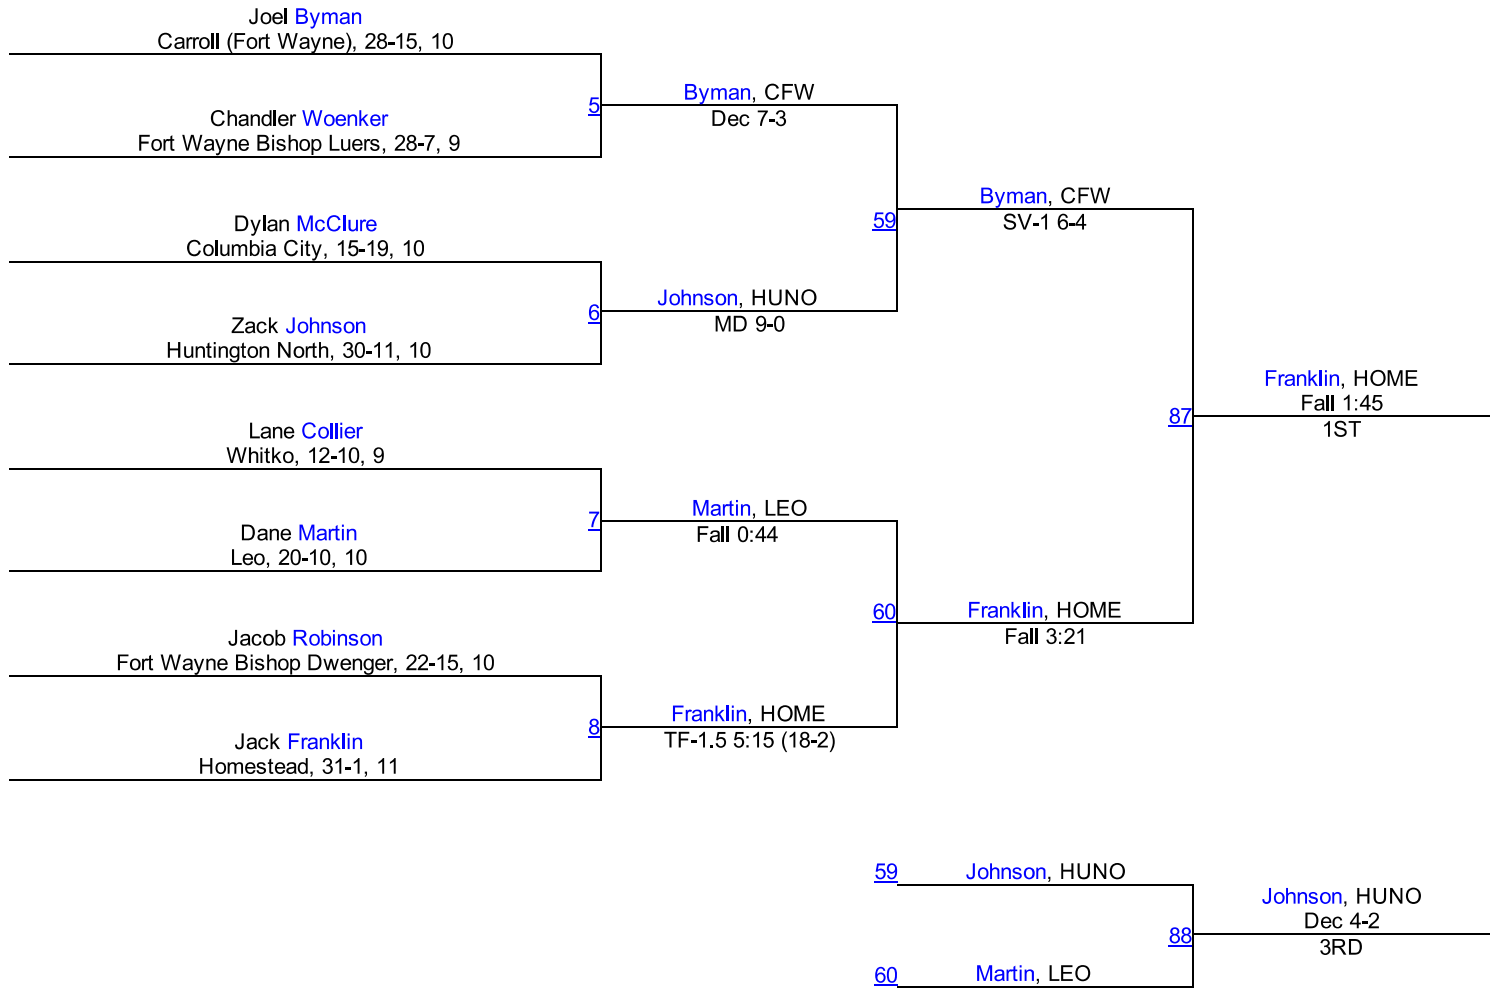 Joel Byman
Carroll (Fort Wayne), 28-15, 10
5
Byman, CFW
Dec 7-3
Chandler Woenker
Fort Wayne Bishop Luers, 28-7, 9
59
Byman, CFW
SV-1 6-4
Dylan McClure
Columbia City, 15-19, 10
6
Johnson, HUNO
MD 9-0
Zack Johnson
Huntington North, 30-11, 10
87
Franklin, HOME
Fall 1:45
1ST
Lane Collier
Whitko, 12-10, 9
7
Martin, LEO
Fall 0:44
Dane Martin
Leo, 20-10, 10
60
Franklin, HOME
Fall 3:21
Jacob Robinson
Fort Wayne Bishop Dwenger, 22-15, 10
8
Franklin, HOME
TF-1.5 5:15 (18-2)
Jack Franklin
Homestead, 31-1, 11
59
Johnson, HUNO
88
Johnson, HUNO
Dec 4-2
3RD
60
Martin, LEO